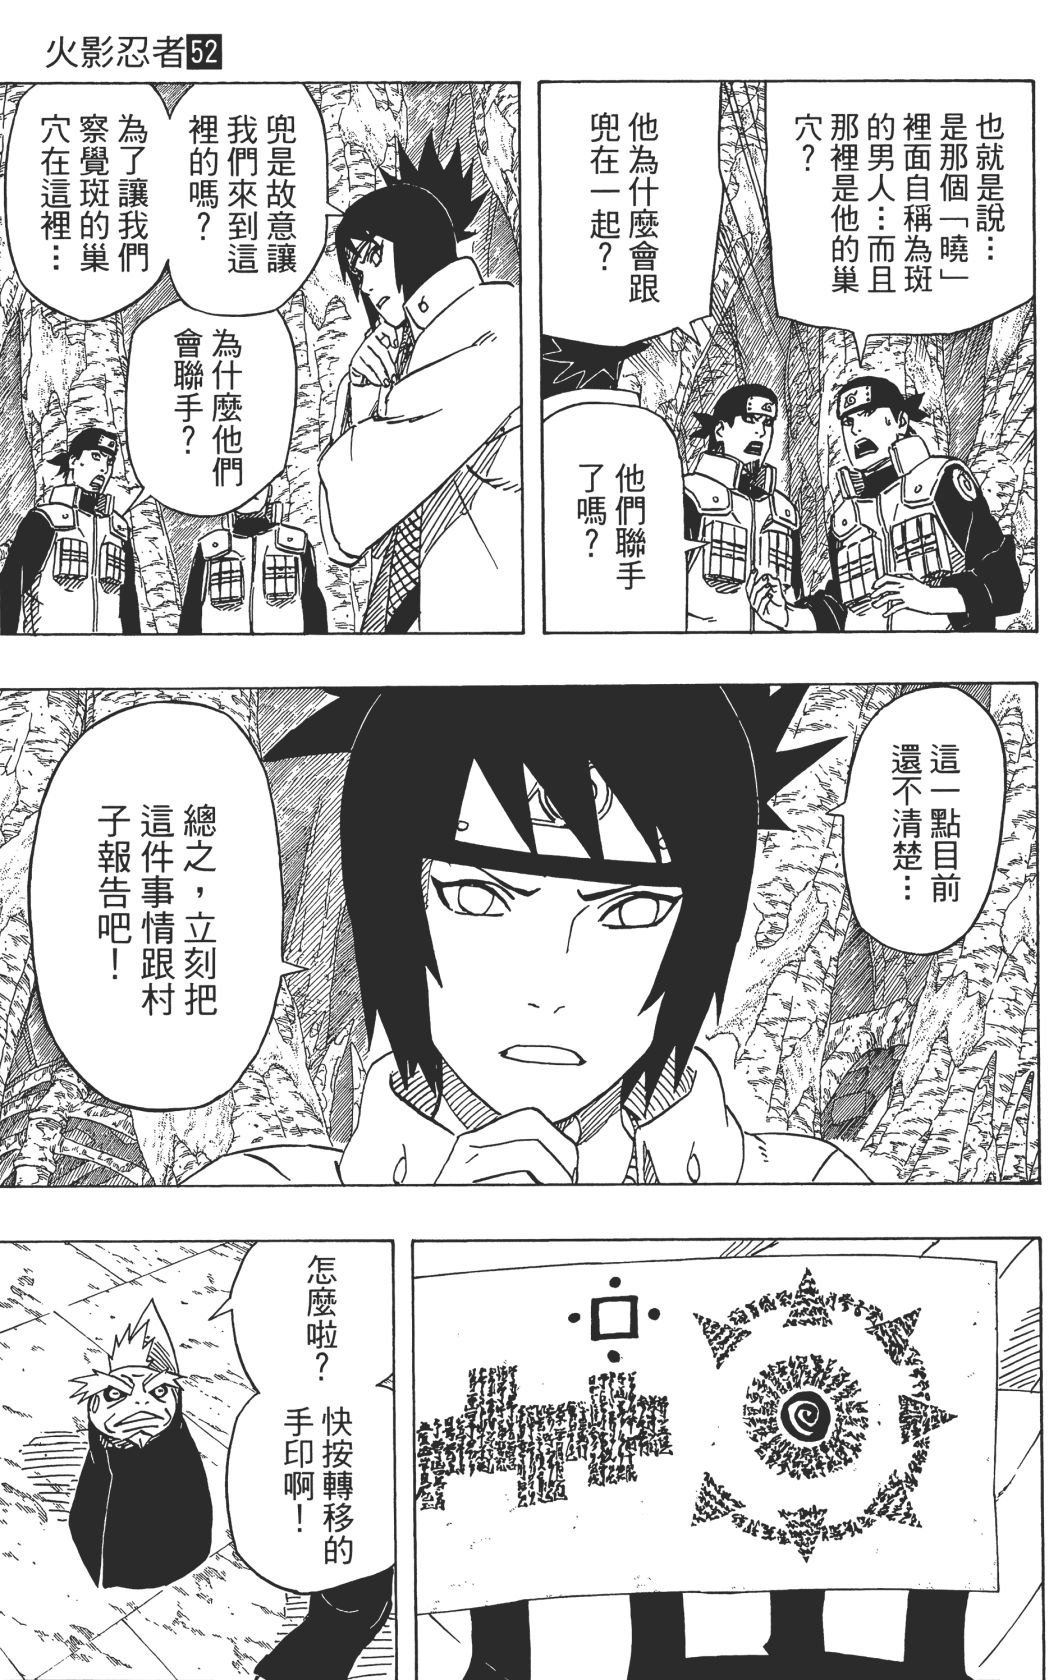 火影忍者52
也就是說…
是那個「曉」
裡面自稱為斑
的男人…而且
那裡是他的巢
穴？
他為什麼會跟
兜在一起？
他們聯手
了嗎？
兜是故意讓
我們來到這
裡的嗎？
為了讓我們
察覺斑的巢
穴在這裡…
為什麼他們
會聯手？
這一點目前
還不清楚…
總之，立刻把
這件事情跟村
子報告吧！
怎麼啦？
快按轉移的
手印啊！